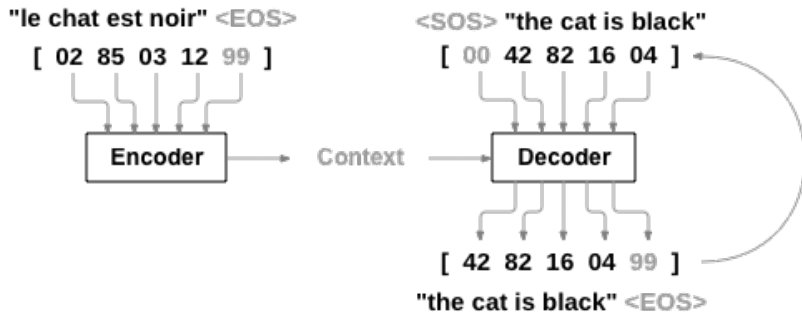 "le chat est noir" <EOS>
[ 02 85 03 12 99 ]
Encoder
Context
<SOS> "the cat is black"
[ 00 42 82 16 04 ]
Decoder
[ 42 82 16 04 99 ]
"the cat is black" <EOS>